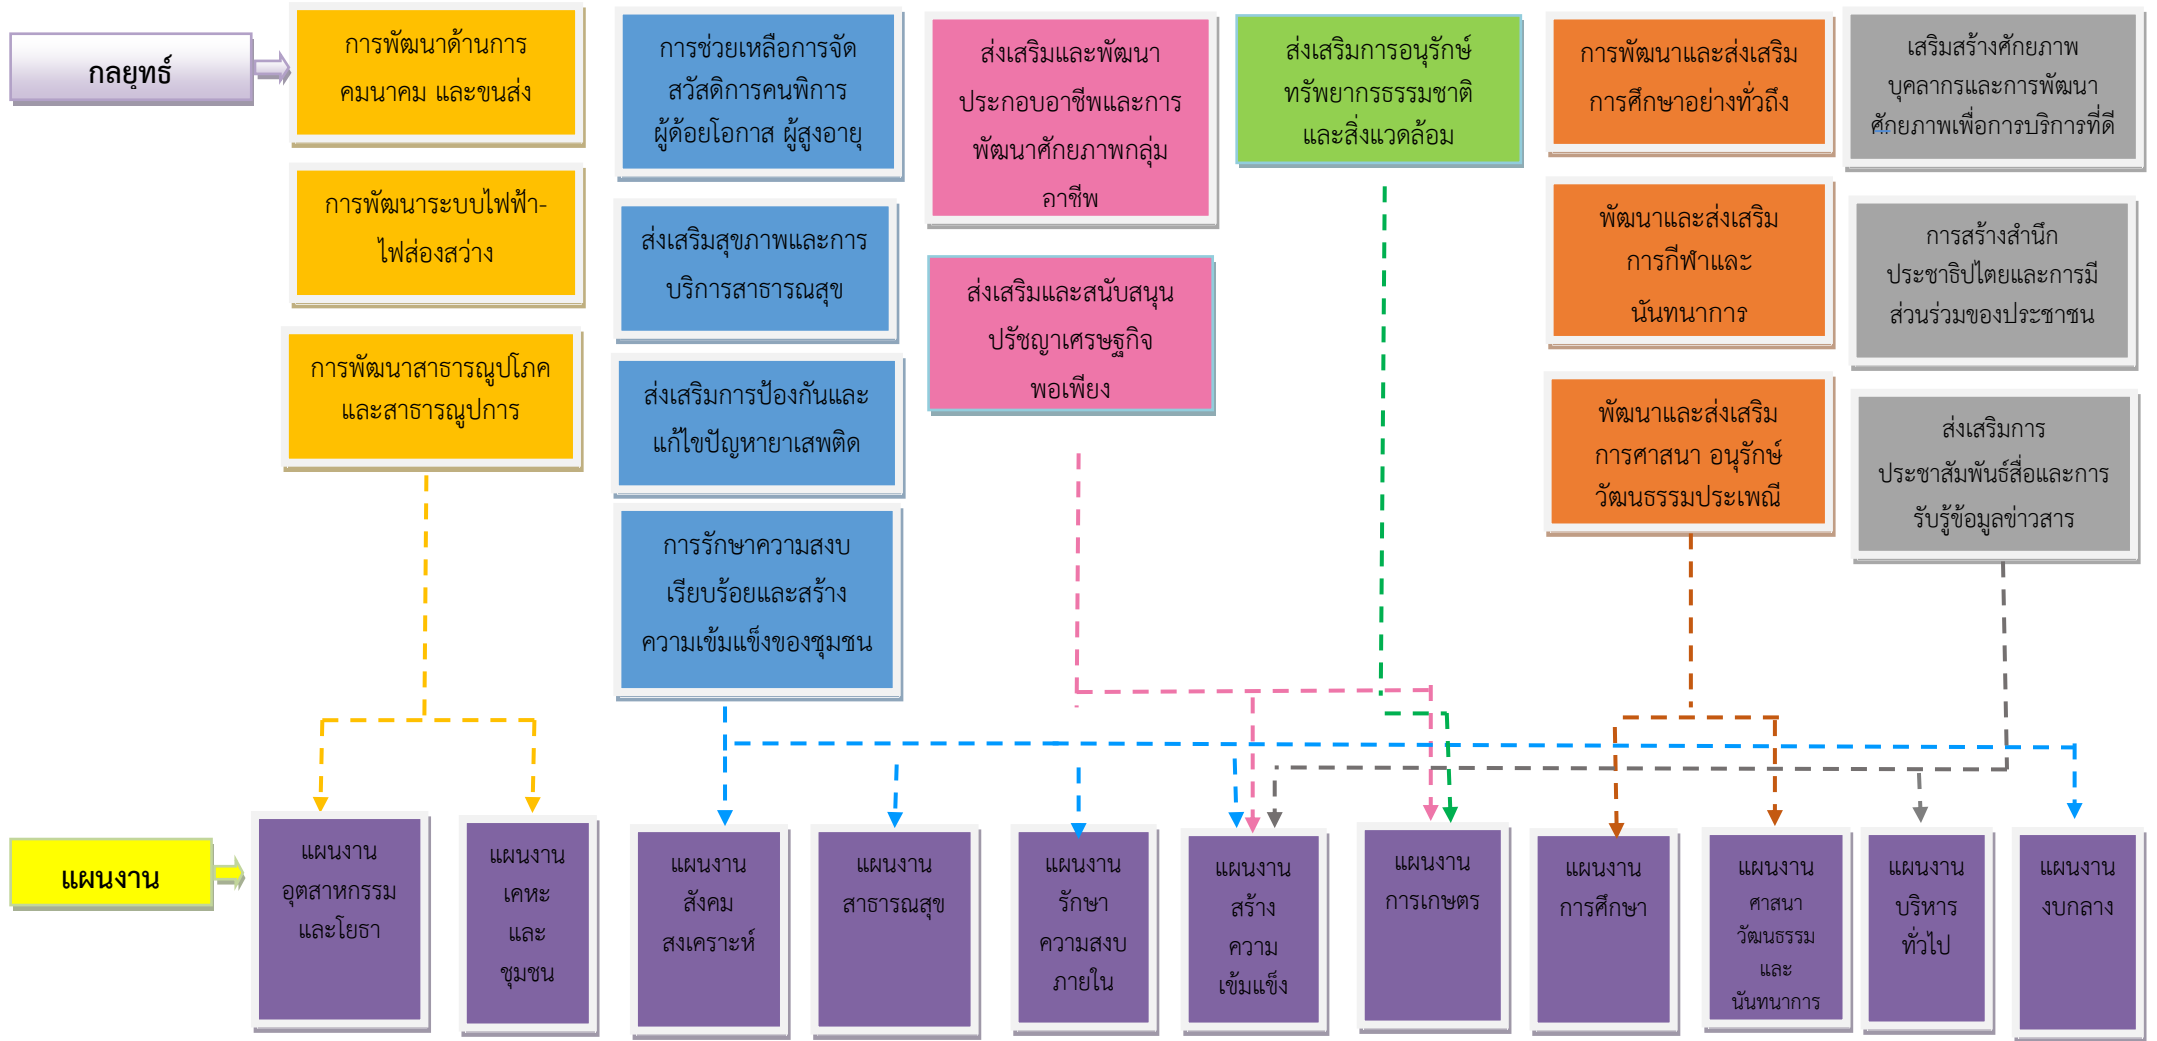 กลยุทธ์
การพัฒนาด้านการ
คมนาคม และขนส่ง
การพัฒนาระบบไฟฟ้า-
ไฟส่องสว่าง
การพัฒนาสาธารณูปโภค
และสาธารณูปการ
การช่วยเหลือการจัด
สวัสดิการคนพิการ
ผู้ด้อยโอกาส ผู้สูงอายุ
ส่งเสริมสุขภาพและการ
บริการสาธารณสุข
ส่งเสริมการป้องกันและ
แก้ไขปัญหายาเสพติด
การรักษาความสงบ
เรียบร้อยและสร้าง
ความเข้มแข็งของชุมชน
ส่งเสริมและพัฒนา
ประกอบอาชีพและการ
พัฒนาศักยภาพกลุ่ม
อาชีพ
ส่งเสริมและสนับสนุน
ปรัชญาเศรษฐกิจ
พอเพียง
ส่งเสริมการอนุรักษ์
ทรัพยากรธรรมชาติ
และสิ่งแวดล้อม
การพัฒนาและส่งเสริม
การศึกษาอย่างทั่วถึง
พัฒนาและส่งเสริม
การกีฬาและ
นันทนาการ
พัฒนาและส่งเสริม
การศาสนา อนุรักษ์
วัฒนธรรมประเพณี
เสริมสร้างศักยภาพ
บุคลากรและการพัฒนา
ศักยภาพเพื่อการบริการที่ดี
การสร้างสำนึก
ประชาธิปไตยและการมี
ส่วนร่วมของประชาชน
ส่งเสริมการ
ประชาสัมพันธ์สื่อและการ
รับรู้ข้อมูลข่าวสาร
แผนงาน
แผนงาน
อุตสาหกรรม
และโยธา
แผนงาน
เคหะ
และ
ชุมชน
แผนงาน
สังคม
สงเคราะห์
แผนงาน
สาธารณสุข
แผนงาน
รักษา
ความสงบ
ภายใน
แผนงาน
สร้าง
ความ
เข้มแข็ง
แผนงาน
การเกษตร
แผนงาน
การศึกษา
แผนงาน
ศาสนา
วัฒนธรรม
และ
นันทนาการ
แผนงาน
บริหาร
ทั่วไป
แผนงาน
งบกลาง